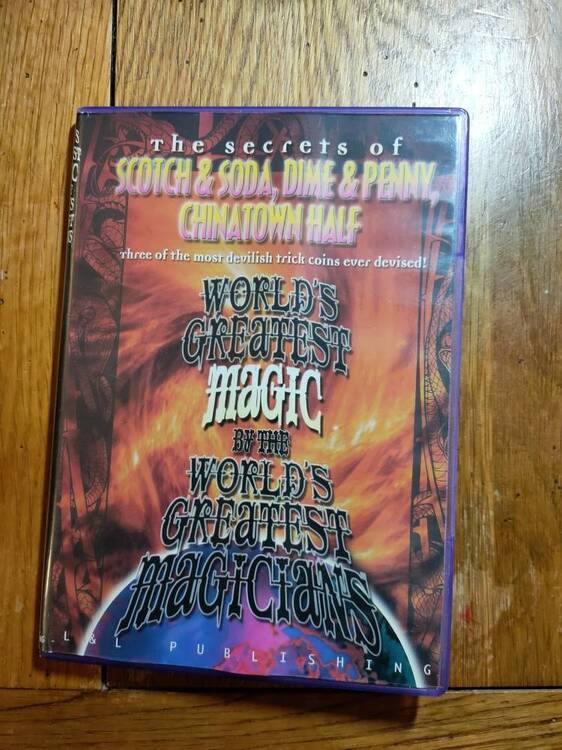 The secrets of
SCOTCH & SODA, DIME & PENNY,
CHINATOWN HALF
Three of the most devilish trick coins ever devised!
WORLD'S
GREATEST
MAGIC
BY THE
WORLD'S
GREATEST
MAGICIANS
L&L PUBLISHING